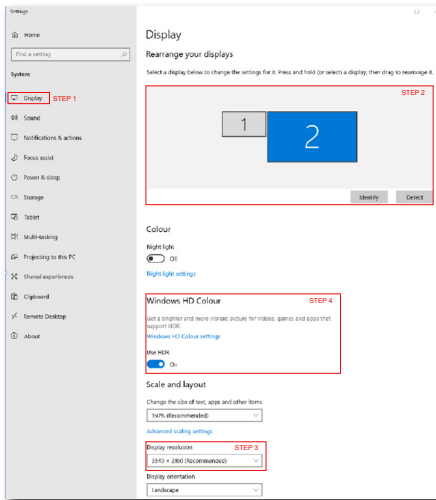 Settings
Home
Find a setting
System
Display
STEP 1
Sound
Notifications & actions
Focus assist
Power & sleep
Storage
Tablet
Multi-tasking
Projecting to this PC
Shared experiences
Clipboard
Remote Desktop
About
Display
Rearrange your displays
Select a display below to change the settings for it. Press and hold (or select) a display, then drag to rearrange it.
STEP 2
1
2
Identify
Detect
Colour
Night light
Off
Night light settings
Windows HD Colour
STEP 4
Get a brighter and more vibrant picture for videos, games and apps that
support HDR.
Windows HD Colour settings
Use HDR
On
Scale and layout
Change the size of text, apps and other items
150% (Recommended)
Advanced scaling settings
Display resolution
STEP 3
3840 × 2160 (Recommended)
Display orientation
Landscape